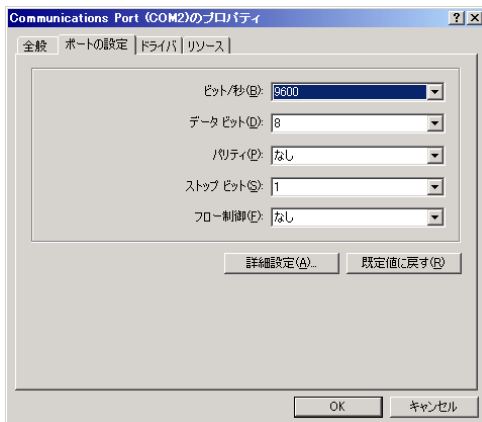 Communications Port (COM2)のプロパティ
全般 ポートの設定 ドライバ リソース
ビット/秒(B): 9600
データ ビット(D): 8
パリティ(P): なし
ストップ ビット(S): 1
フロー制御(F): なし
詳細設定(A)... 既定値に戻す(R)
OK キャンセル